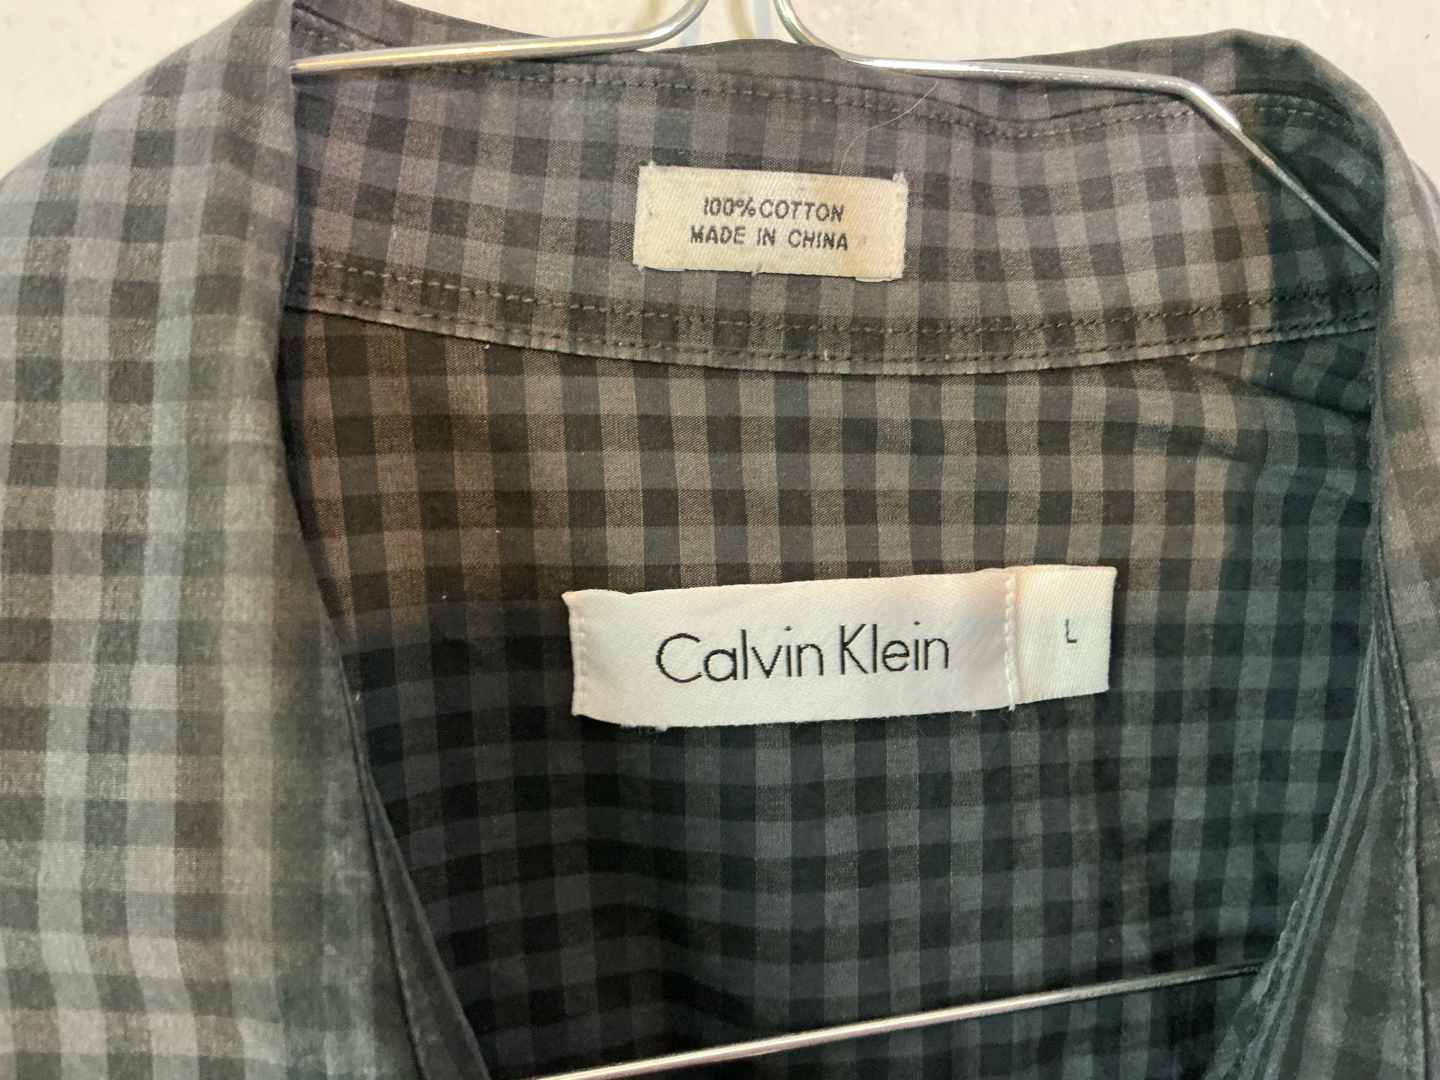 100% COTTON
MADE IN CHINA
Calvin Klein
L